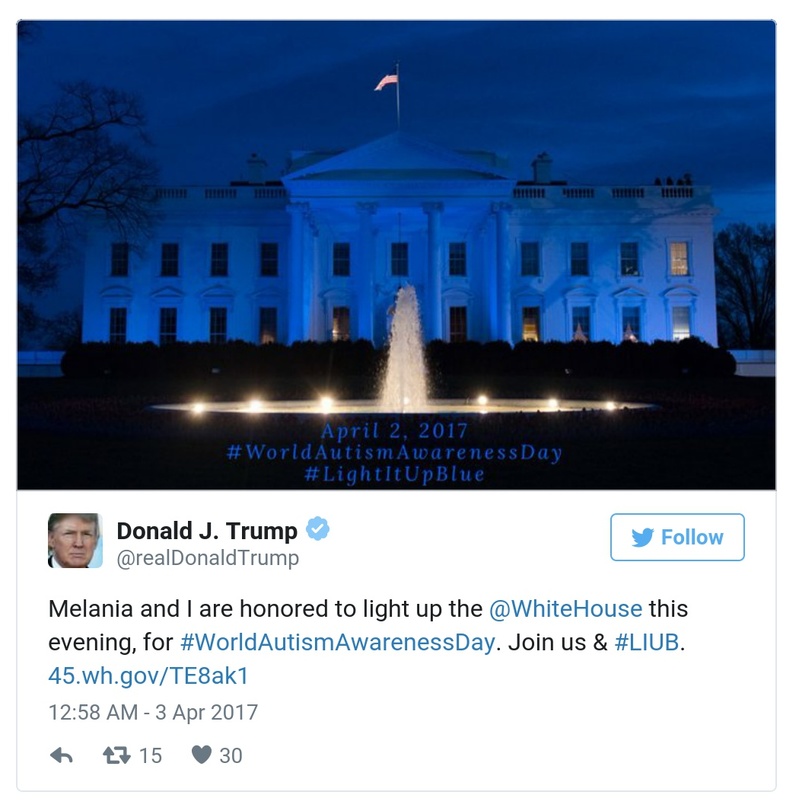 April 2, 2017
#WorldAutismAwarenessDay
#LightItUpBlue
Donald J. Trump
@realDonaldTrump
Follow
Melania and I are honored to light up the @WhiteHouse this
evening, for #WorldAutismAwarenessDay. Join us & #LIUB.
45.wh.gov/TE8ak1
12:58 AM - 3 Apr 2017
15 30